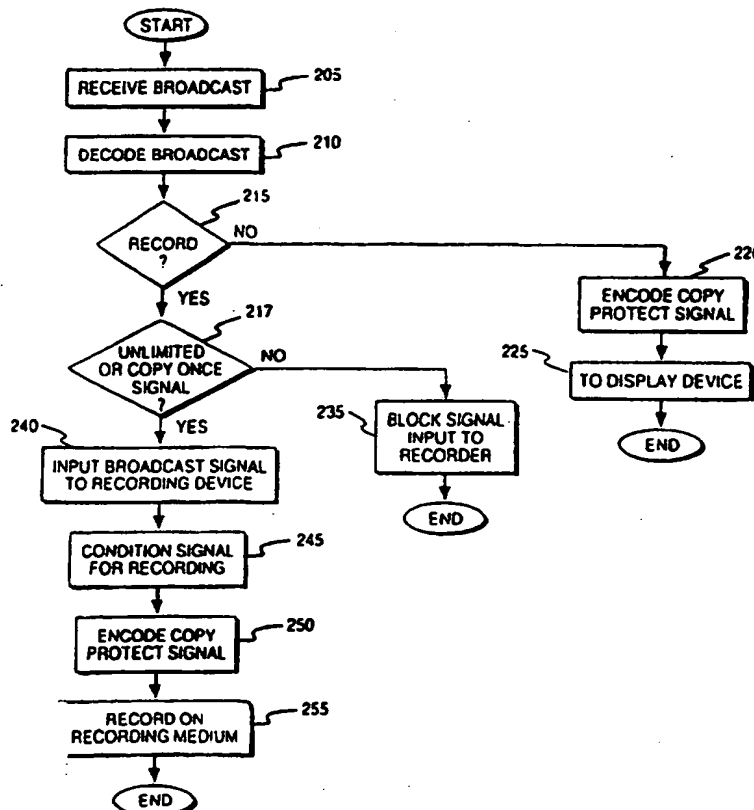 START
RECEIVE BROADCAST
205
DECODE BROADCAST
210
215
RECORD
?
NO
YES
220
ENCODE COPY
PROTECT SIGNAL
225
TO DISPLAY DEVICE
END
217
UNLIMITED
OR COPY ONCE
SIGNAL
?
NO
YES
235
BLOCK SIGNAL
INPUT TO
RECORDER
END
240
INPUT BROADCAST SIGNAL
TO RECORDING DEVICE
CONDITION SIGNAL
FOR RECORDING
245
ENCODE COPY
PROTECT SIGNAL
250
RECORD ON
RECORDING MEDIUM
255
END